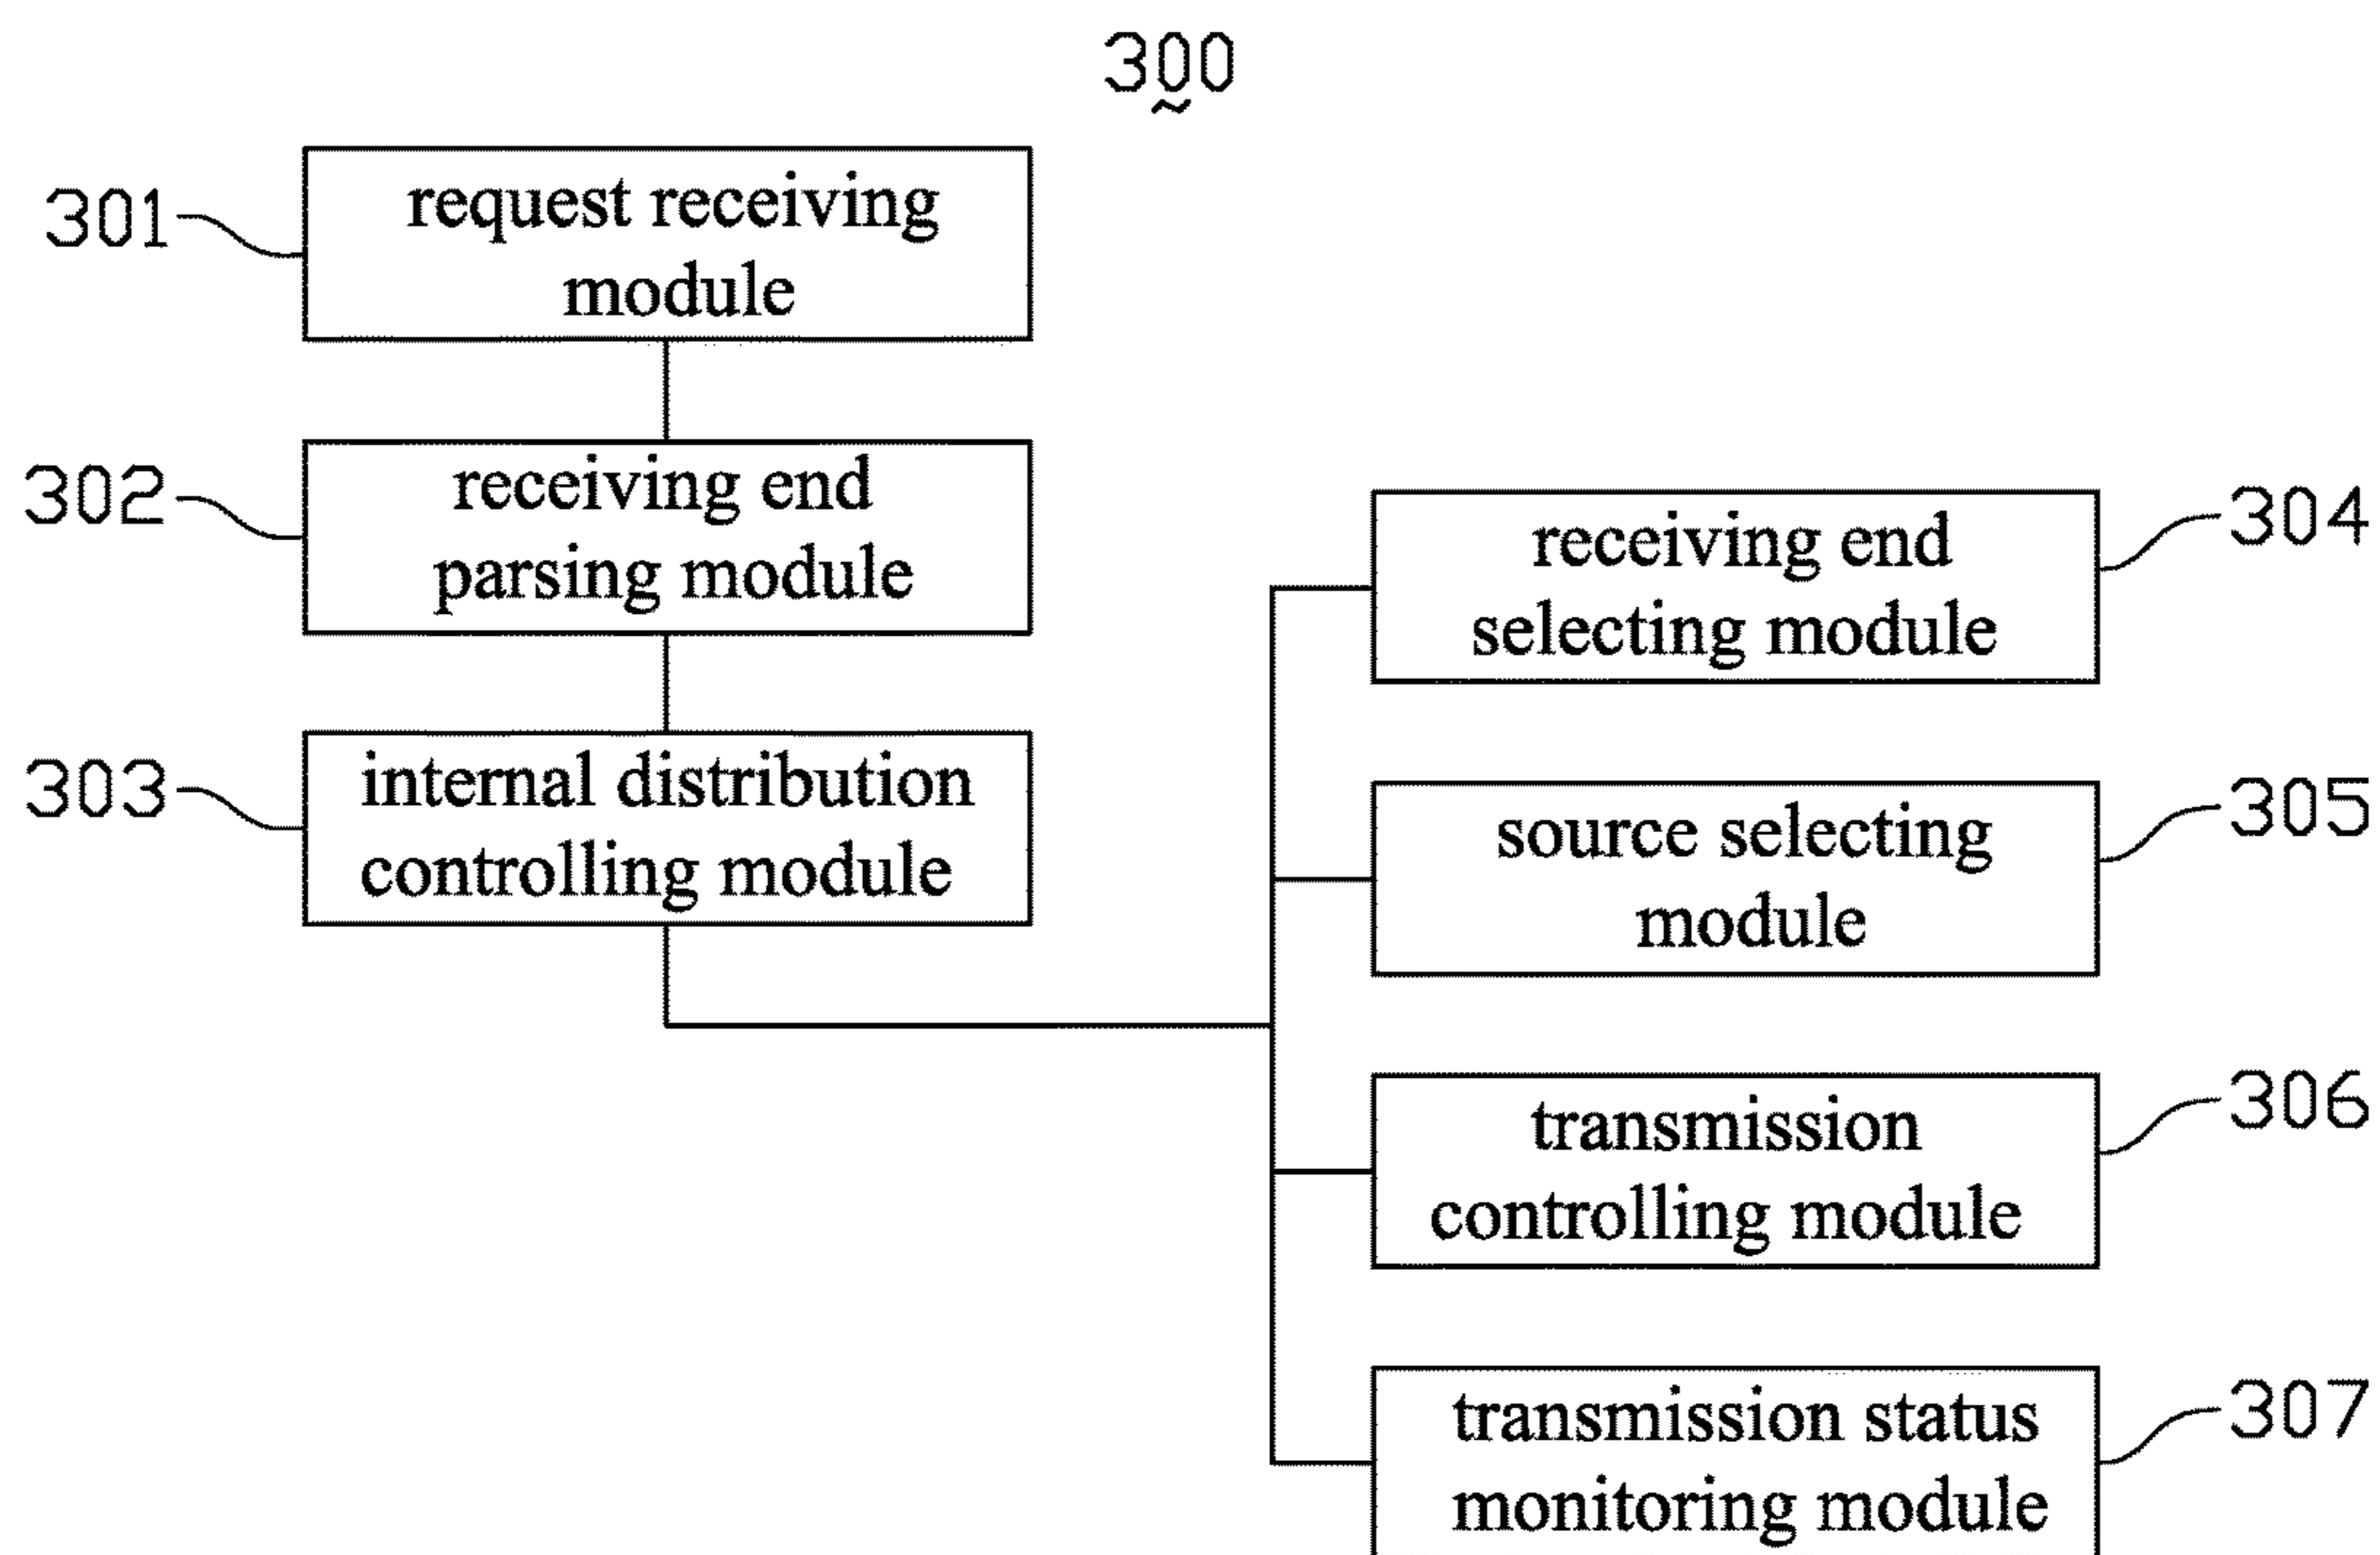 300
301
request receiving
module
302
receiving end
parsing module
303
internal distribution
controlling module
304
receiving end
selecting module
305
source selecting
module
306
transmission
controlling module
307
transmission status
monitoring module